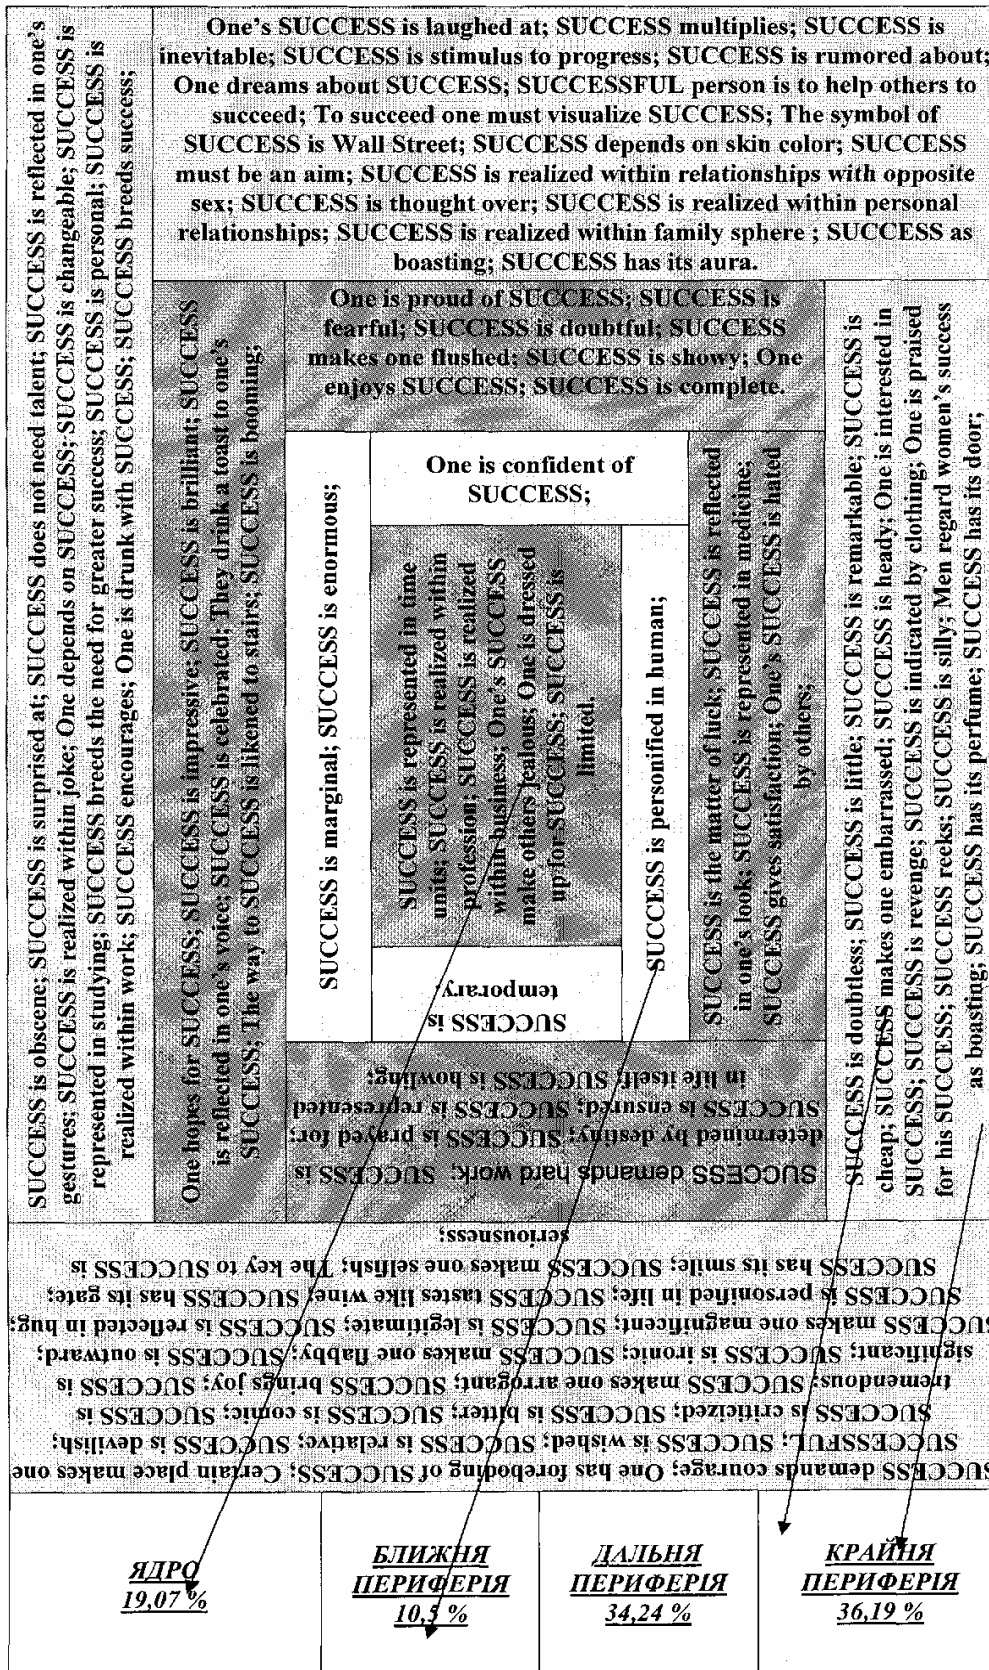 One's SUCCESS is laughed at; SUCCESS multiplies; SUCCESS is
inevitable; SUCCESS is stimulus to progress; SUCCESS is rumored about;
One dreams about SUCCESS; SUCCESSFUL person is to help others to
succeed; To succeed one must visualize SUCCESS; The symbol of
SUCCESS is Wall Street; SUCCESS depends on skin color; SUCCESS
must be an aim; SUCCESS is realized within relationships with opposite
sex; SUCCESS is thought over; SUCCESS is realized within personal
relationships; SUCCESS is realized within family sphere ; SUCCESS as
boasting; SUCCESS has its aura.
SUCCESS is obscene; SUCCESS is surprised at; SUCCESS does not need talent; SUCCESS is reflected in one's
gestures; SUCCESS is realized within joke; One depends on SUCCESS; SUCCESS is changeable; SUCCESS is
represented in studying; SUCCESS breeds the need for greater success; SUCCESS is personal; SUCCESS is
realized within work; SUCCESS encourages; One is drunk with SUCCESS; SUCCESS breeds success;
One hopes for SUCCESS; SUCCESS is impressive; SUCCESS is brilliant; SUCCESS
is reflected in one's voice; SUCCESS is celebrated; They drink a toast to one's
SUCCESS; The way to SUCCESS is likened to stairs; SUCCESS is booming;
One is proud of SUCCESS; SUCCESS is
fearful; SUCCESS is doubtful; SUCCESS
makes one flushed; SUCCESS is showy; One
enjoys SUCCESS; SUCCESS is complete.
SUCCESS is marginal; SUCCESS is enormous;
One is confident of
SUCCESS;
SUCCESS is represented in time
units; SUCCESS is realized within
profession; SUCCESS is realized
within business; One's SUCCESS
make others jealous; One is dressed
up for SUCCESS; SUCCESS is
limited.
SUCCESS is
temporary.
SUCCESS is personified in human;
SUCCESS is the matter of luck; SUCCESS is reflected
in one's look; SUCCESS is represented in medicine;
SUCCESS gives satisfaction; One's SUCCESS is hated
by others;
SUCCESS is doubtless; SUCCESS is little; SUCCESS is remarkable; SUCCESS is
cheap; SUCCESS makes one embarrassed; SUCCESS is heady; One is interested in
SUCCESS; SUCCESS is revenge; SUCCESS is indicated by clothing; One is praised
for his SUCCESS; SUCCESS reeks; SUCCESS is silly; Men regard women's success
as boasting; SUCCESS has its perfume; SUCCESS has its door;
SUCCESS demands hard work; SUCCESS is
determined by destiny; SUCCESS is prayed for;
SUCCESS is ensured; SUCCESS is represented
in life itself; SUCCESS is howling;
SUCCESS demands courage; One has foreboding of SUCCESS; Certain place makes one
SUCCESSFUL; SUCCESS is wished; SUCCESS is relative; SUCCESS is devilish;
SUCCESS is criticized; SUCCESS is bitter; SUCCESS is comic; SUCCESS is
tremendous; SUCCESS makes one arrogant; SUCCESS brings joy; SUCCESS is
significant; SUCCESS is ironic; SUCCESS makes one flabby; SUCCESS is outward;
SUCCESS makes one magnificent; SUCCESS is legitimate; SUCCESS is reflected in hug;
SUCCESS is personified in life; SUCCESS tastes like wine; SUCCESS has its gate;
SUCCESS has its smile; SUCCESS makes one selfish; The key to SUCCESS is
seriousness;
ЯДРО
19,07 %
БЛИЖНЯ
ПЕРИФЕРІЯ
10,5 %
ДАЛЬНЯ
ПЕРИФЕРІЯ
34,24 %
КРАЙНЯ
ПЕРИФЕРІЯ
36,19 %